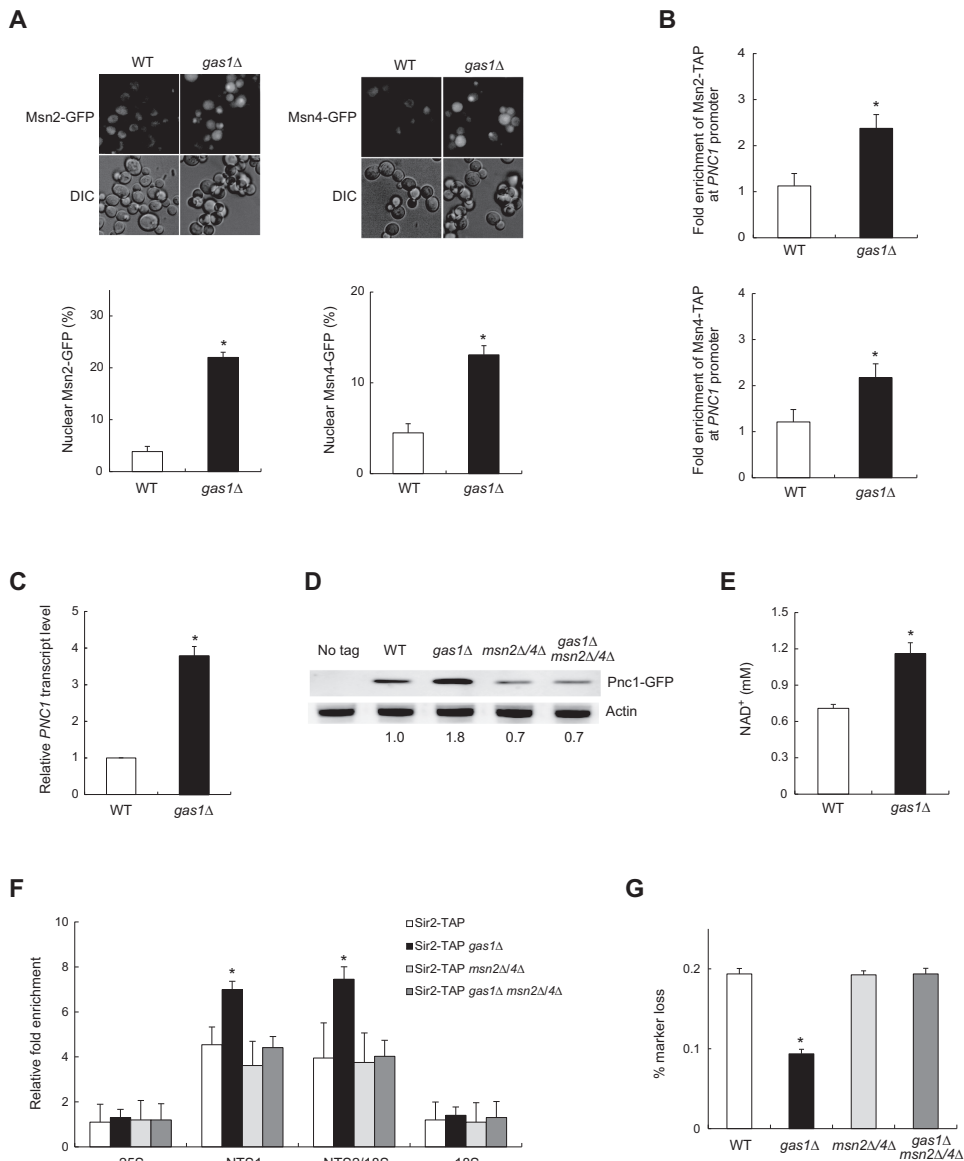 A
WT
gas1Δ
Msn2-GFP
DIC
WT
gas1Δ
Msn4-GFP
DIC
Nuclear Msn2-GFP (%)
30
20
10
0
WT
gas1Δ
*
Nuclear Msn4-GFP (%)
20
10
0
WT
gas1Δ
*
B
Fold enrichment of Msn2-TAP
at PNC1 promoter
4
3
2
1
0
WT
gas1Δ
*
Fold enrichment of Msn4-TAP
at PNC1 promoter
4
3
2
1
0
WT
gas1Δ
*
C
Relative PNC1 transcript level
5
4
3
2
1
0
WT
gas1Δ
*
D
No tag
WT
gas1Δ
msn2Δ/4Δ
gas1Δ
msn2Δ/4Δ
Pnc1-GFP
Actin
1.0
1.8
0.7
0.7
E
NAD+ (mM)
1.5
1.2
0.9
0.6
0.3
0
WT
gas1Δ
*
F
Relative fold enrichment
10
8
6
4
2
0
*
*
Sir2-TAP
Sir2-TAP gas1Δ
Sir2-TAP msn2Δ/4Δ
Sir2-TAP gas1Δ msn2Δ/4Δ
G
% marker loss
0.2
0.1
0
*
WT
gas1Δ
msn2Δ/4Δ
gas1Δ
msn2Δ/4Δ